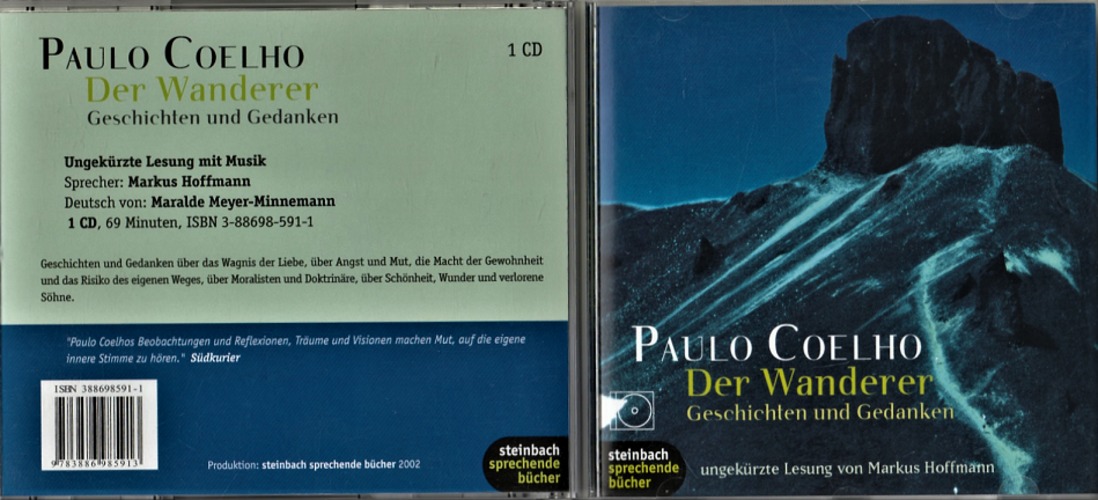 PAULO COELHO
1 CD
Der Wanderer
Geschichten und Gedanken
Ungekürzte Lesung mit Musik
Sprecher: Markus Hoffmann
Deutsch von: Maralde Meyer-Minnemann
1 CD, 69 Minuten, ISBN 3-88698-591-1
Geschichten und Gedanken über das Wagnis der Liebe, über Angst und Mut, die Macht der Gewohnheit
und das Risiko des eigenen Weges, über Moralisten und Doktrinäre, über Schönheit, Wunder und verlorene
Söhne.
"Paulo Coelhos Beobachtungen und Reflexionen, Träume und Visionen machen Mut, auf die eigene
innere Stimme zu hören." Südkurier
ISBN 388698591-1
9 783886 985913
Produktion: steinbach sprechende bücher 2002
steinbach
sprechende
bücher
PAULO COELHO
Der Wanderer
Geschichten und Gedanken
steinbach
sprechende
bücher
ungekürzte Lesung von Markus Hoffmann